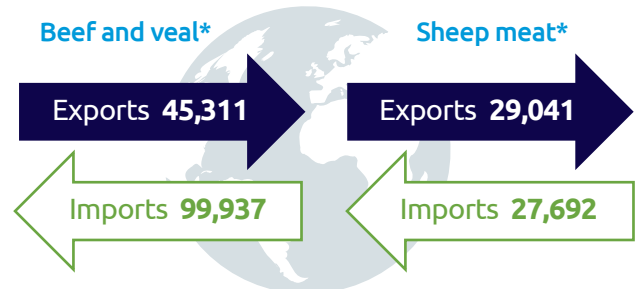 Beef and veal*
Sheep meat*
Exports 45,311
Exports 29,041
Imports 99,937
Imports 27,692